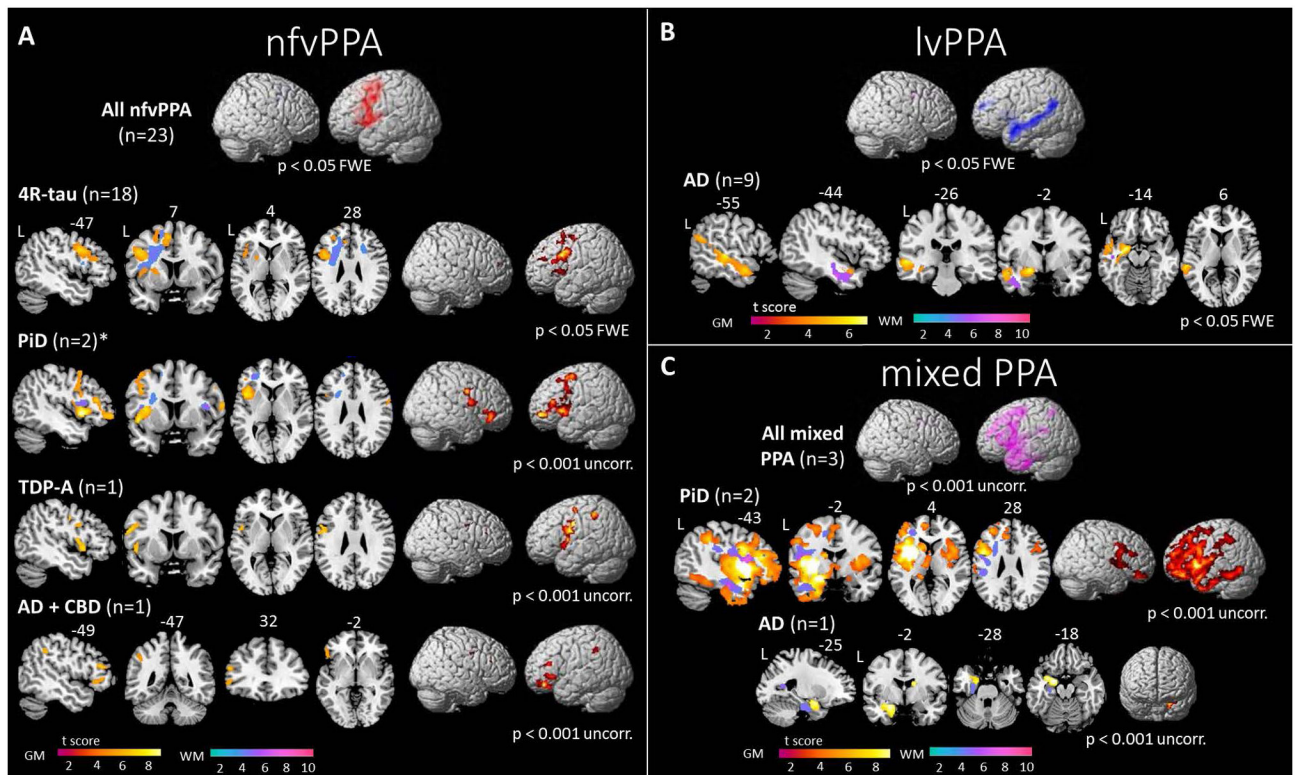 A
nfvPPA
All nfvPPA
(n=23)
p < 0.05 FWE
4R-tau (n=18)
L -47 L 7 4 28
p < 0.05 FWE
PiD (n=2)*
p < 0.001 uncorr.
TDP-A (n=1)
p < 0.001 uncorr.
AD + CBD (n=1)
-49 -47 32 -2
p < 0.001 uncorr.
t score
GM WM
2 4 6 8 2 4 6 8 10
B
lvPPA
p < 0.05 FWE
AD (n=9)
L -55 -44 L -26 -2 L -14 6
t score
GM WM
2 4 6 2 4 6 8 10
p < 0.05 FWE
C
mixed PPA
All mixed
PPA (n=3)
p < 0.001 uncorr.
PiD (n=2)
L -43 L -2 4 28
p < 0.001 uncorr.
AD (n=1)
L -25 L -2 -28 -18
p < 0.001 uncorr.
t score
GM WM
2 4 6 8 2 4 6 8 10